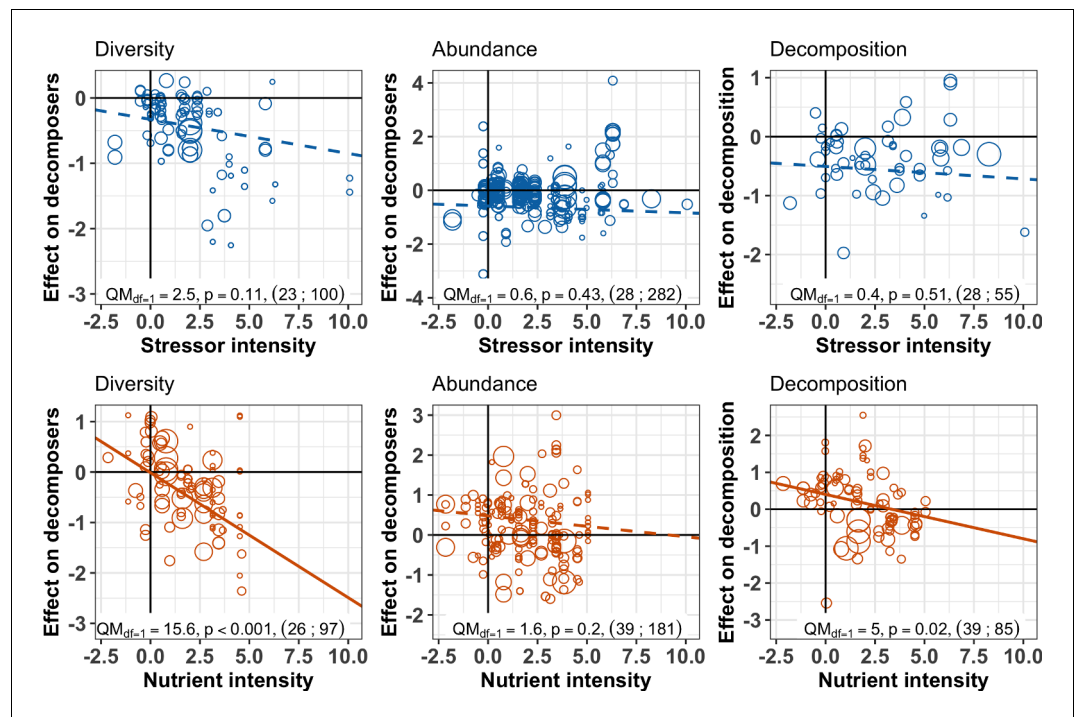 Diversity
Effect on decomposers
0
-1
-2
-3
QMdf=1 = 2.5, p = 0.11, (23 ; 100)
-2.5 0.0 2.5 5.0 7.5 10.0
Stressor intensity
Abundance
Effect on decomposers
4
2
0
-2
-4
QMdf=1 = 0.6, p = 0.43, (28 ; 282)
-2.5 0.0 2.5 5.0 7.5 10.0
Stressor intensity
Decomposition
Effect on decomposition
1
0
-1
-2
QMdf=1 = 0.4, p = 0.51, (28 ; 55)
-2.5 0.0 2.5 5.0 7.5 10.0
Stressor intensity
Diversity
Effect on decomposers
1
0
-1
-2
-3
QMdf=1 = 15.6, p < 0.001, (26 ; 97)
-2.5 0.0 2.5 5.0 7.5 10.0
Nutrient intensity
Abundance
Effect on decomposers
3
2
1
0
-1
-2
QMdf=1 = 1.6, p = 0.2, (39 ; 181)
-2.5 0.0 2.5 5.0 7.5 10.0
Nutrient intensity
Decomposition
Effect on decomposition
2
1
0
-1
-2
-3
QMdf=1 = 5, p = 0.02, (39 ; 85)
-2.5 0.0 2.5 5.0 7.5 10.0
Nutrient intensity